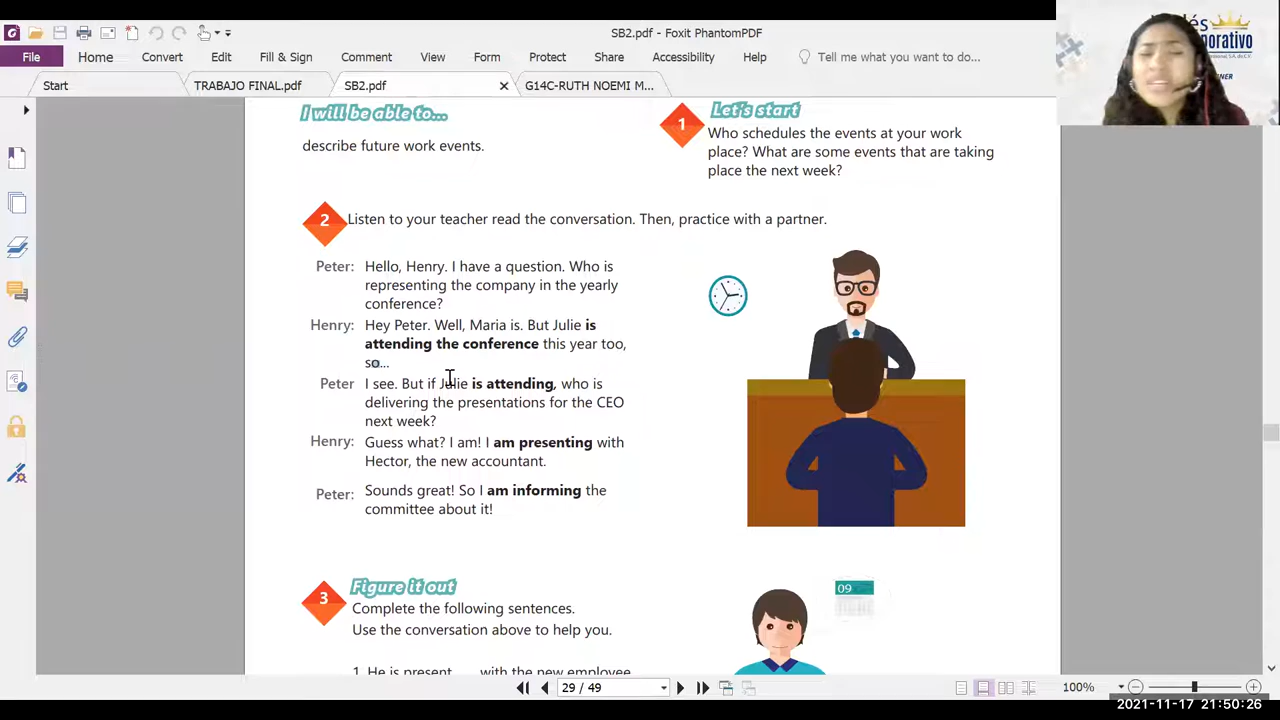 SB2.pdf - Foxit PhantomPDF
File
Home
Convert
Edit
Fill & Sign
Comment
View
Form
Protect
Share
Accessibility
Help
Tell me what you want to do...
Start
TRABAJO FINAL.pdf
SB2.pdf
G14C-RUTH NOEMI M...
I will be able to...
describe future work events.
1
Let's start
Who schedules the events at your work
place? What are some events that are taking
place the next week?
2
Listen to your teacher read the conversation. Then, practice with a partner.
Peter: Hello, Henry. I have a question. Who is
representing the company in the yearly
conference?
Henry: Hey Peter. Well, Maria is. But Julie is
attending the conference this year too,
so...
Peter I see. But if Julie is attending, who is
delivering the presentations for the CEO
next week?
Henry: Guess what? I am! I am presenting with
Hector, the new accountant.
Peter: Sounds great! So I am informing the
committee about it!
3
Figure it out
Complete the following sentences.
Use the conversation above to help you.
1. He is present___ with the new employee
09
29 / 49
100%
2021-11-17 21:50:26